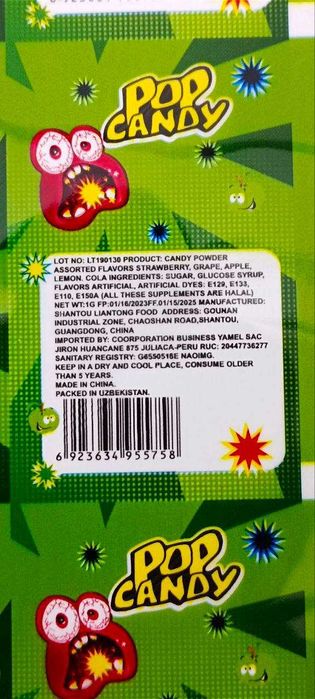 POP
CANDY
LOT NO: LT190130 PRODUCT: CANDY POWDER
ASSORTED FLAVORS STRAWBERRY, GRAPE, APPLE,
LEMON. COLA INGREDIENTS: SUGAR, GLUCOSE SYRUP,
FLAVORS ARTIFICIAL, ARTIFICIAL DYES: E129, E133,
E110, E150A (ALL THESE SUPPLEMENTS ARE HALAL)
NET WT:1G FP:01/16/2023FF.01/15/2025 MANUFACTURED:
SHANTOU LIANTONG FOOD ADDRESS: GOUNAN
INDUSTRIAL ZONE, CHAOSHAN ROAD,SHANTOU,
GUANGDONG, CHINA
IMPORTED BY: COORPORATION BUSINESS YAMEL SAC
JIRON HUANCANE 875 JULIACA-PERU RUC: 20447736277
SANITARY REGISTRY: G6550518E NAOIMG.
KEEP IN A DRY AND COOL PLACE, CONSUME OLDER
THAN 5 YEARS.
MADE IN CHINA.
PACKED IN UZBEKISTAN.
6 923634 955758
POP
CANDY